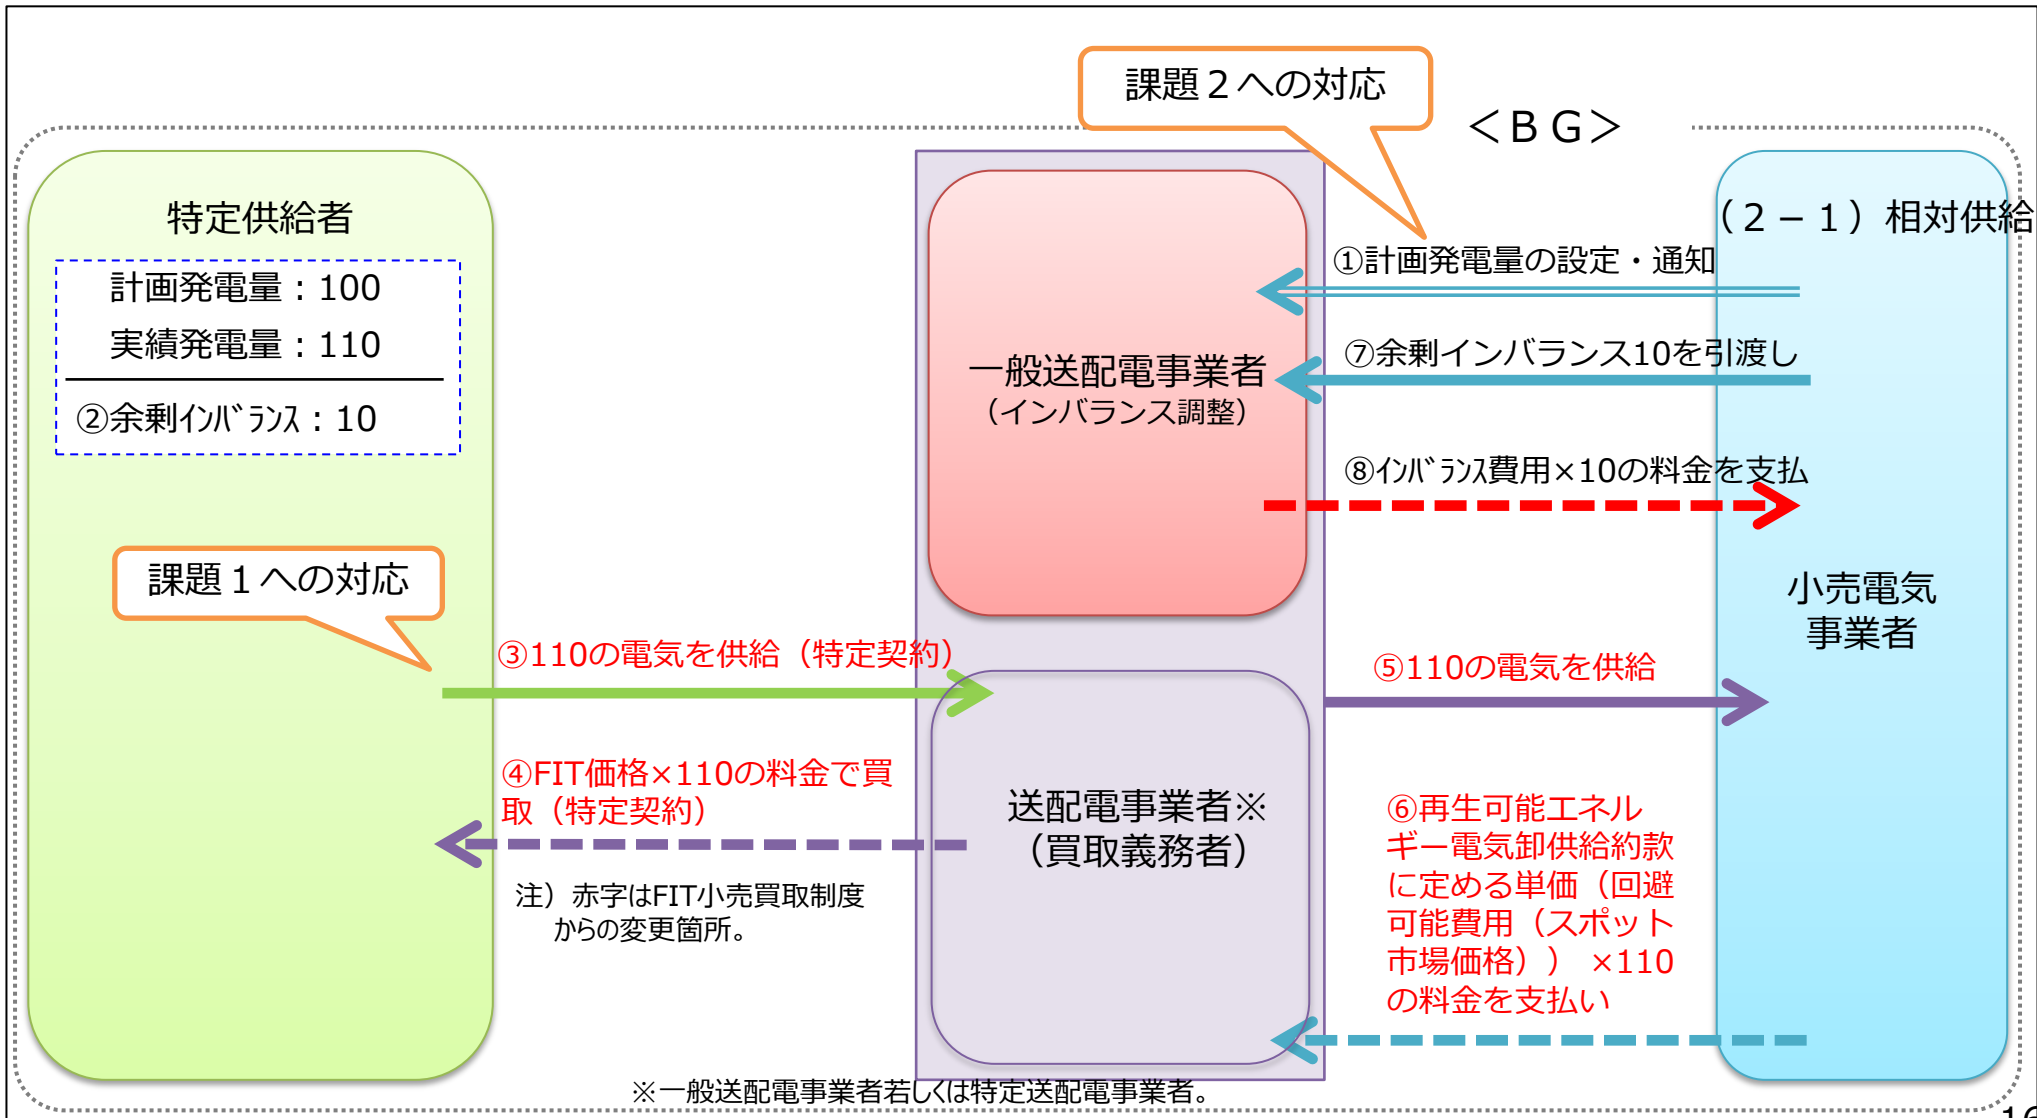 課題２への対応
＜ＢＧ＞
特定供給者
計画発電量：100
実績発電量：110
②余剰ｲﾝﾊﾞﾗﾝｽ：10
課題１への対応
③110の電気を供給（特定契約）
④FIT価格×110の料金で買
取（特定契約）
注）赤字はFIT小売買取制度
からの変更箇所。
一般送配電事業者
（インバランス調整）
送配電事業者※
（買取義務者）
（２－１）相対供給
①計画発電量の設定・通知
⑦余剰インバランス10を引渡し
⑧ｲﾝﾊﾞﾗﾝｽ費用×10の料金を支払
小売電気
事業者
⑤110の電気を供給
⑥再生可能エネル
ギー電気卸供給約款
に定める単価（回避
可能費用（スポット
市場価格）） ×110
の料金を支払い
※一般送配電事業者若しくは特定送配電事業者。